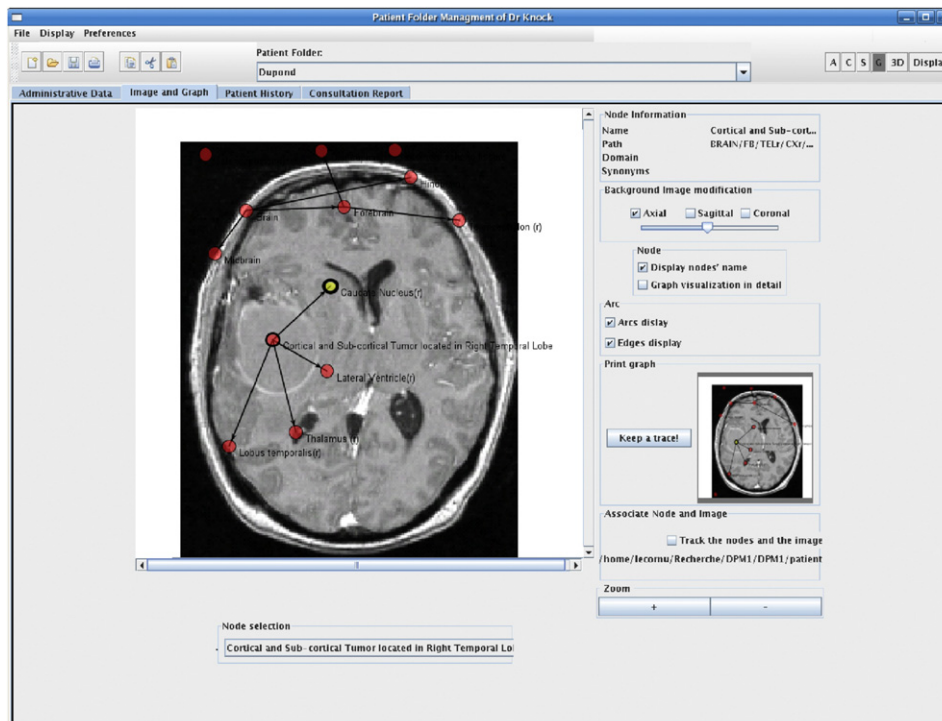 Patient Folder Managment of Dr Knock
File Display Preferences
Patient Folder:
Dupond
A C S G 3D Displa
Administrative Data Image and Graph Patient History Consultation Report
Forebrain
Midbrain
Caudate Nucleus(r)
Cortical and Sub-cortical Tumor located in Right Temporal Lobe
Lateral Ventricle(r)
Thalamus (r)
Lobus temporalis(r)
Node Information
Name Cortical and Sub-cort...
Path BRAIN/FB/TELr/CXr/...
Domain
Synonyms
Background Image modification
Axial Sagittal Coronal
Node
Display nodes' name
Graph visualization in detail
Arc
Arcs dislay
Edges display
Print graph
Keep a trace!
Associate Node and Image
Track the nodes and the image
/home/lecornu/Recherche/DPM1/DPM1/patient
Zoom
+ -
Node selection
Cortical and Sub-cortical Tumor located in Right Temporal Lo